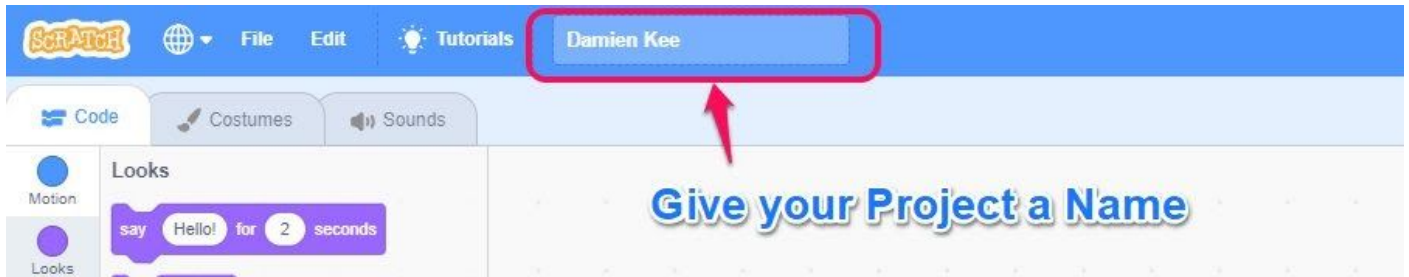 SCRATCH File Edit Tutorials Damien Kee
Code Costumes Sounds
Motion
Looks
Looks
say Hello! for 2 seconds
Give your Project a Name